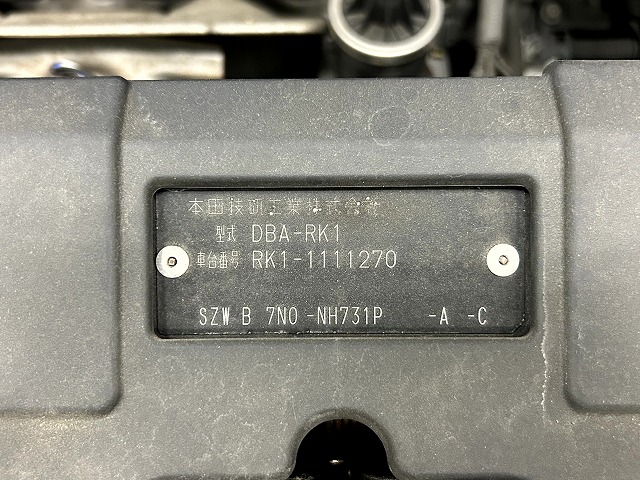 本田技研工業株式会社
型式 DBA-RK1
車台番号 RK1-1111270
SZW B 7N0 -NH731P -A -C